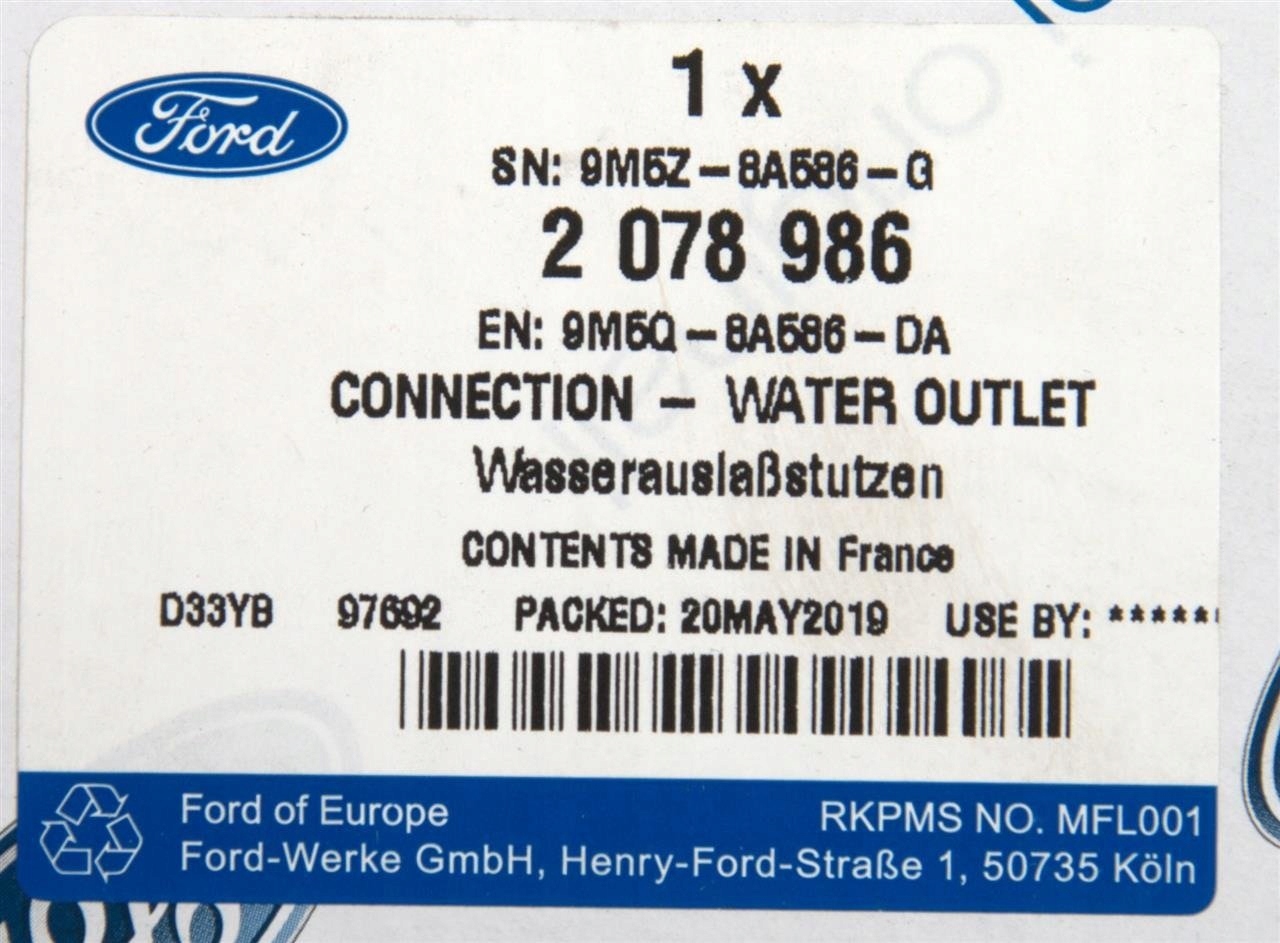 Ford
1 x
SN: 9M5Z-8A586-G
2 078 986
EN: 9M5Q-8A586-DA
CONNECTION - WATER OUTLET
Wasserauslaßstutzen
CONTENTS MADE IN France
D33YB 97692 PACKED: 20MAY2019 USE BY: ******
Ford of Europe RKPMS NO. MFL001
Ford-Werke GmbH, Henry-Ford-Straße 1, 50735 Köln